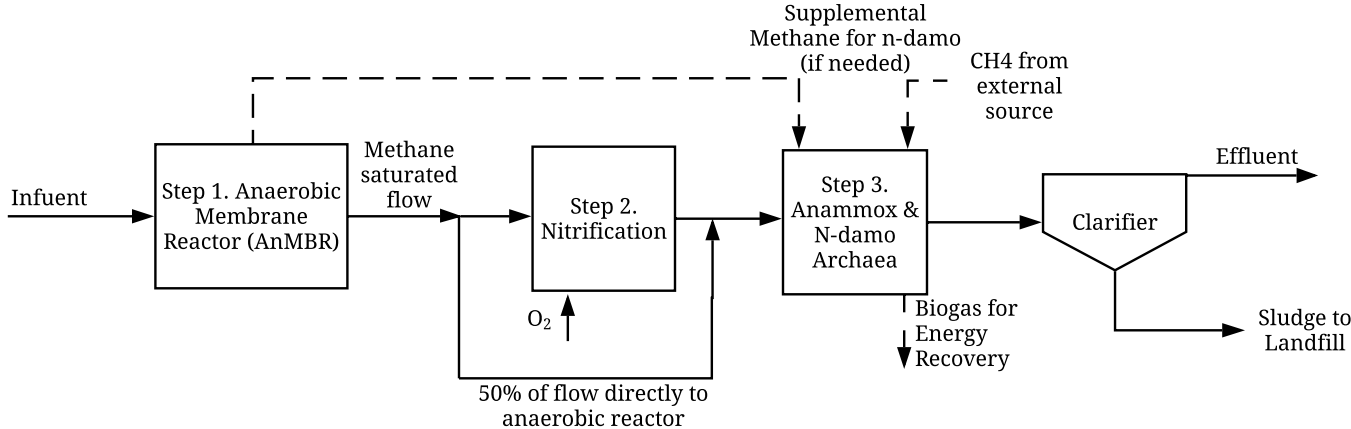 Supplemental
Methane for n-damo
(if needed)
CH4 from
external
source
Infuent
Step 1. Anaerobic
Membrane
Reactor (AnMBR)
Methane
saturated
flow
Step 2.
Nitrification
O₂
50% of flow directly to
anaerobic reactor
Step 3.
Anammox &
N-damo
Archaea
Biogas for
Energy
Recovery
Clarifier
Effluent
Sludge to
Landfill